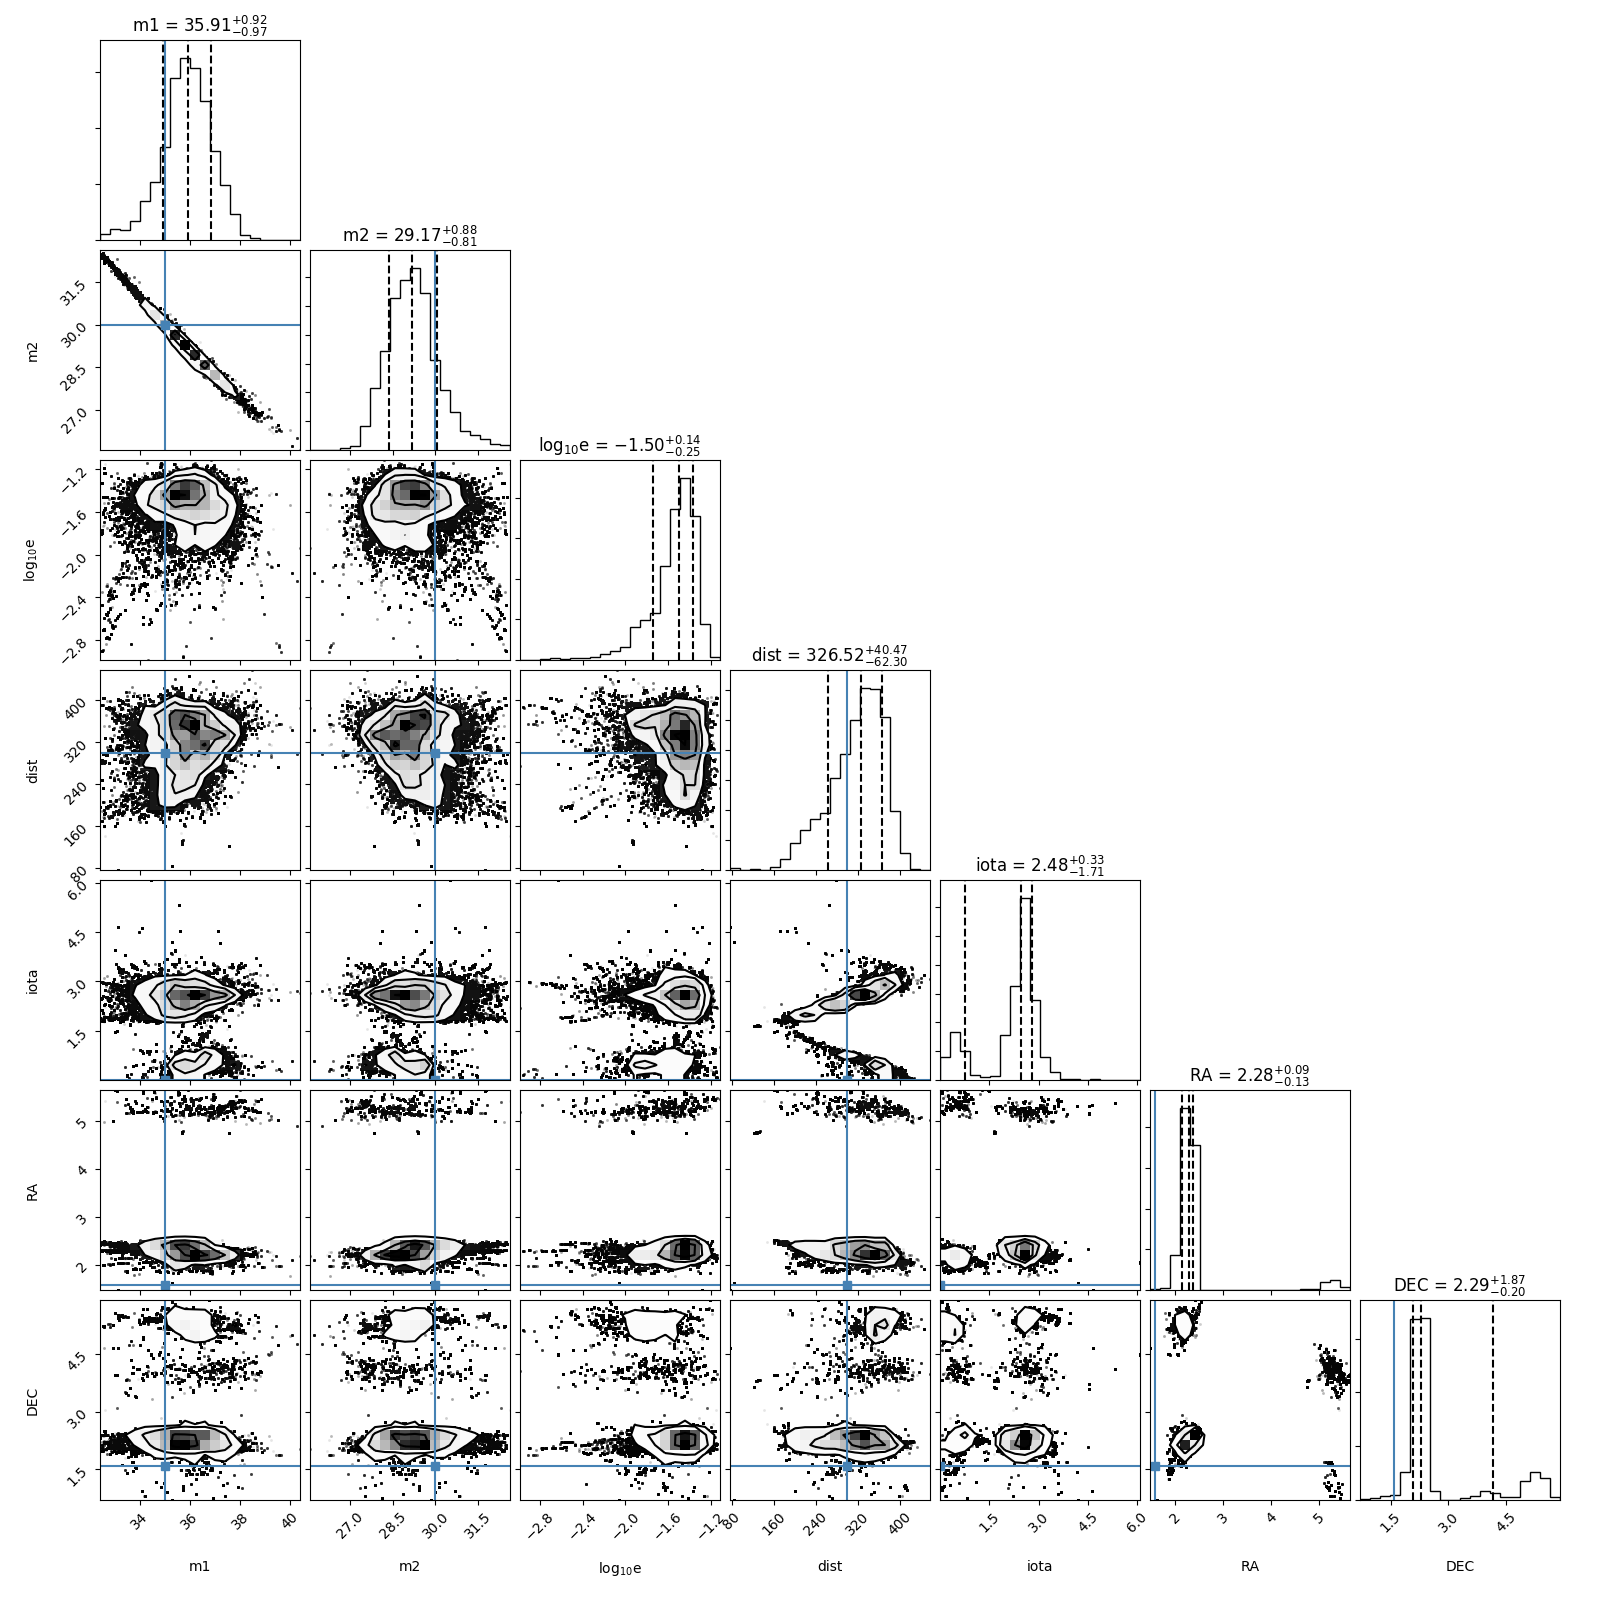 m1 = 35.91+0.92 −0.97
m2 = 29.17+0.88 −0.81
31.5
30.0
28.5
27.0
m2
log10e = −1.50+0.14 −0.25
−1.2
−1.6
−2.0
−2.4
−2.8
log10e
dist = 326.52+40.47 −62.30
400
320
240
160
80
dist
iota = 2.48+0.33 −1.71
6.0
4.5
3.0
1.5
iota
RA = 2.28+0.09 −0.13
5
4
3
2
RA
DEC = 2.29+1.87 −0.20
4.5
3.0
1.5
DEC
34 36 38 40
27.0 28.5 30.0 31.5
−2.8 −2.4 −2.0 −1.6 −1.2
80 160 240 320 400
1.5 3.0 4.5 6.0
2 3 4 5
1.5 3.0 4.5
m1 m2 log10e dist iota RA DEC